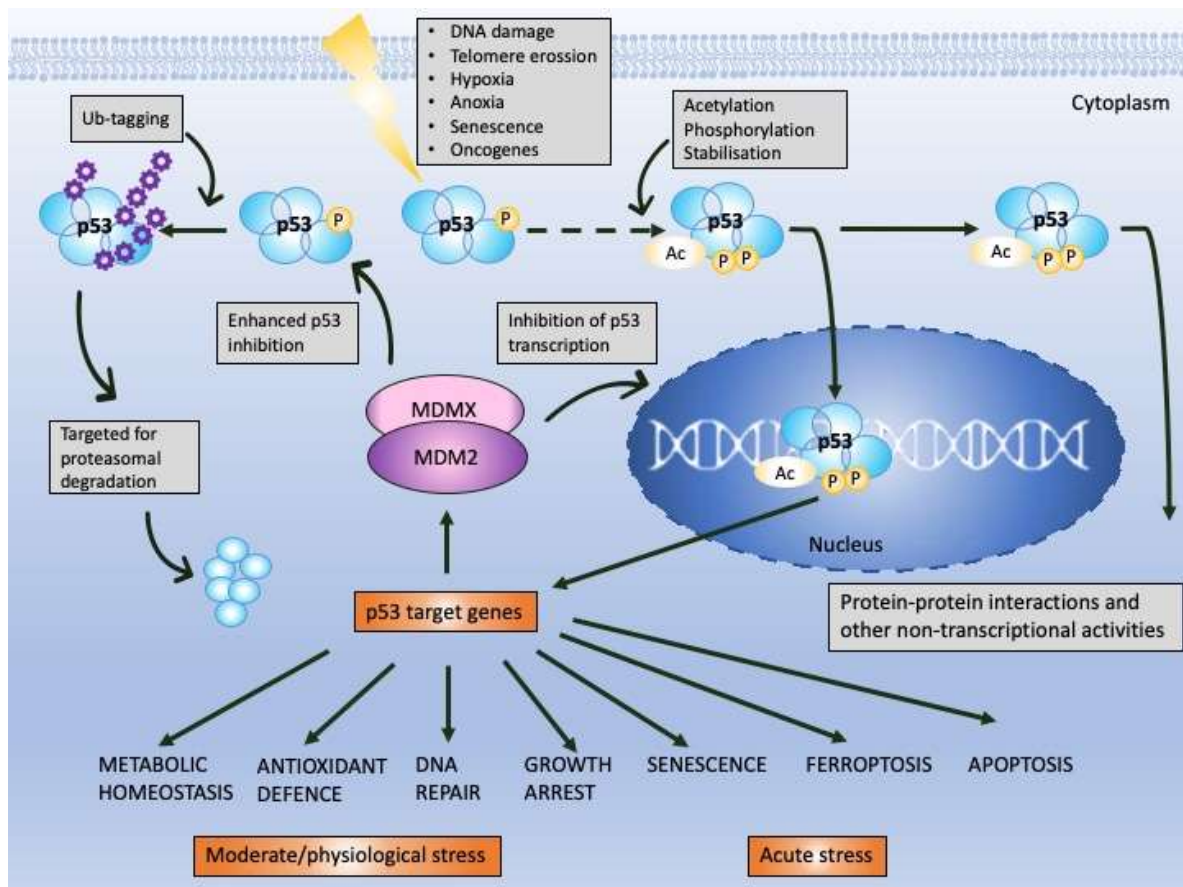 • DNA damage
• Telomere erossion
• Hypoxia
• Anoxia
• Senescence
• Oncogenes
Cytoplasm
Ub-tagging
Acetylation
Phosphorylation
Stabilisation
p53
p53
P
p53
P
p53
Ac
P P
p53
Ac
P P
Enhanced p53
inhibition
Inhibition of p53
transcription
MDMX
MDM2
p53
Ac
P P
Nucleus
Targeted for
proteasomal
degradation
p53 target genes
Protein-protein interactions and
other non-transcriptional activities
METABOLIC
HOMEOSTASIS
ANTIOXIDANT
DEFENCE
DNA
REPAIR
GROWTH
ARREST
SENESCENCE
FERROPTOSIS
APOPTOSIS
Moderate/physiological stress
Acute stress